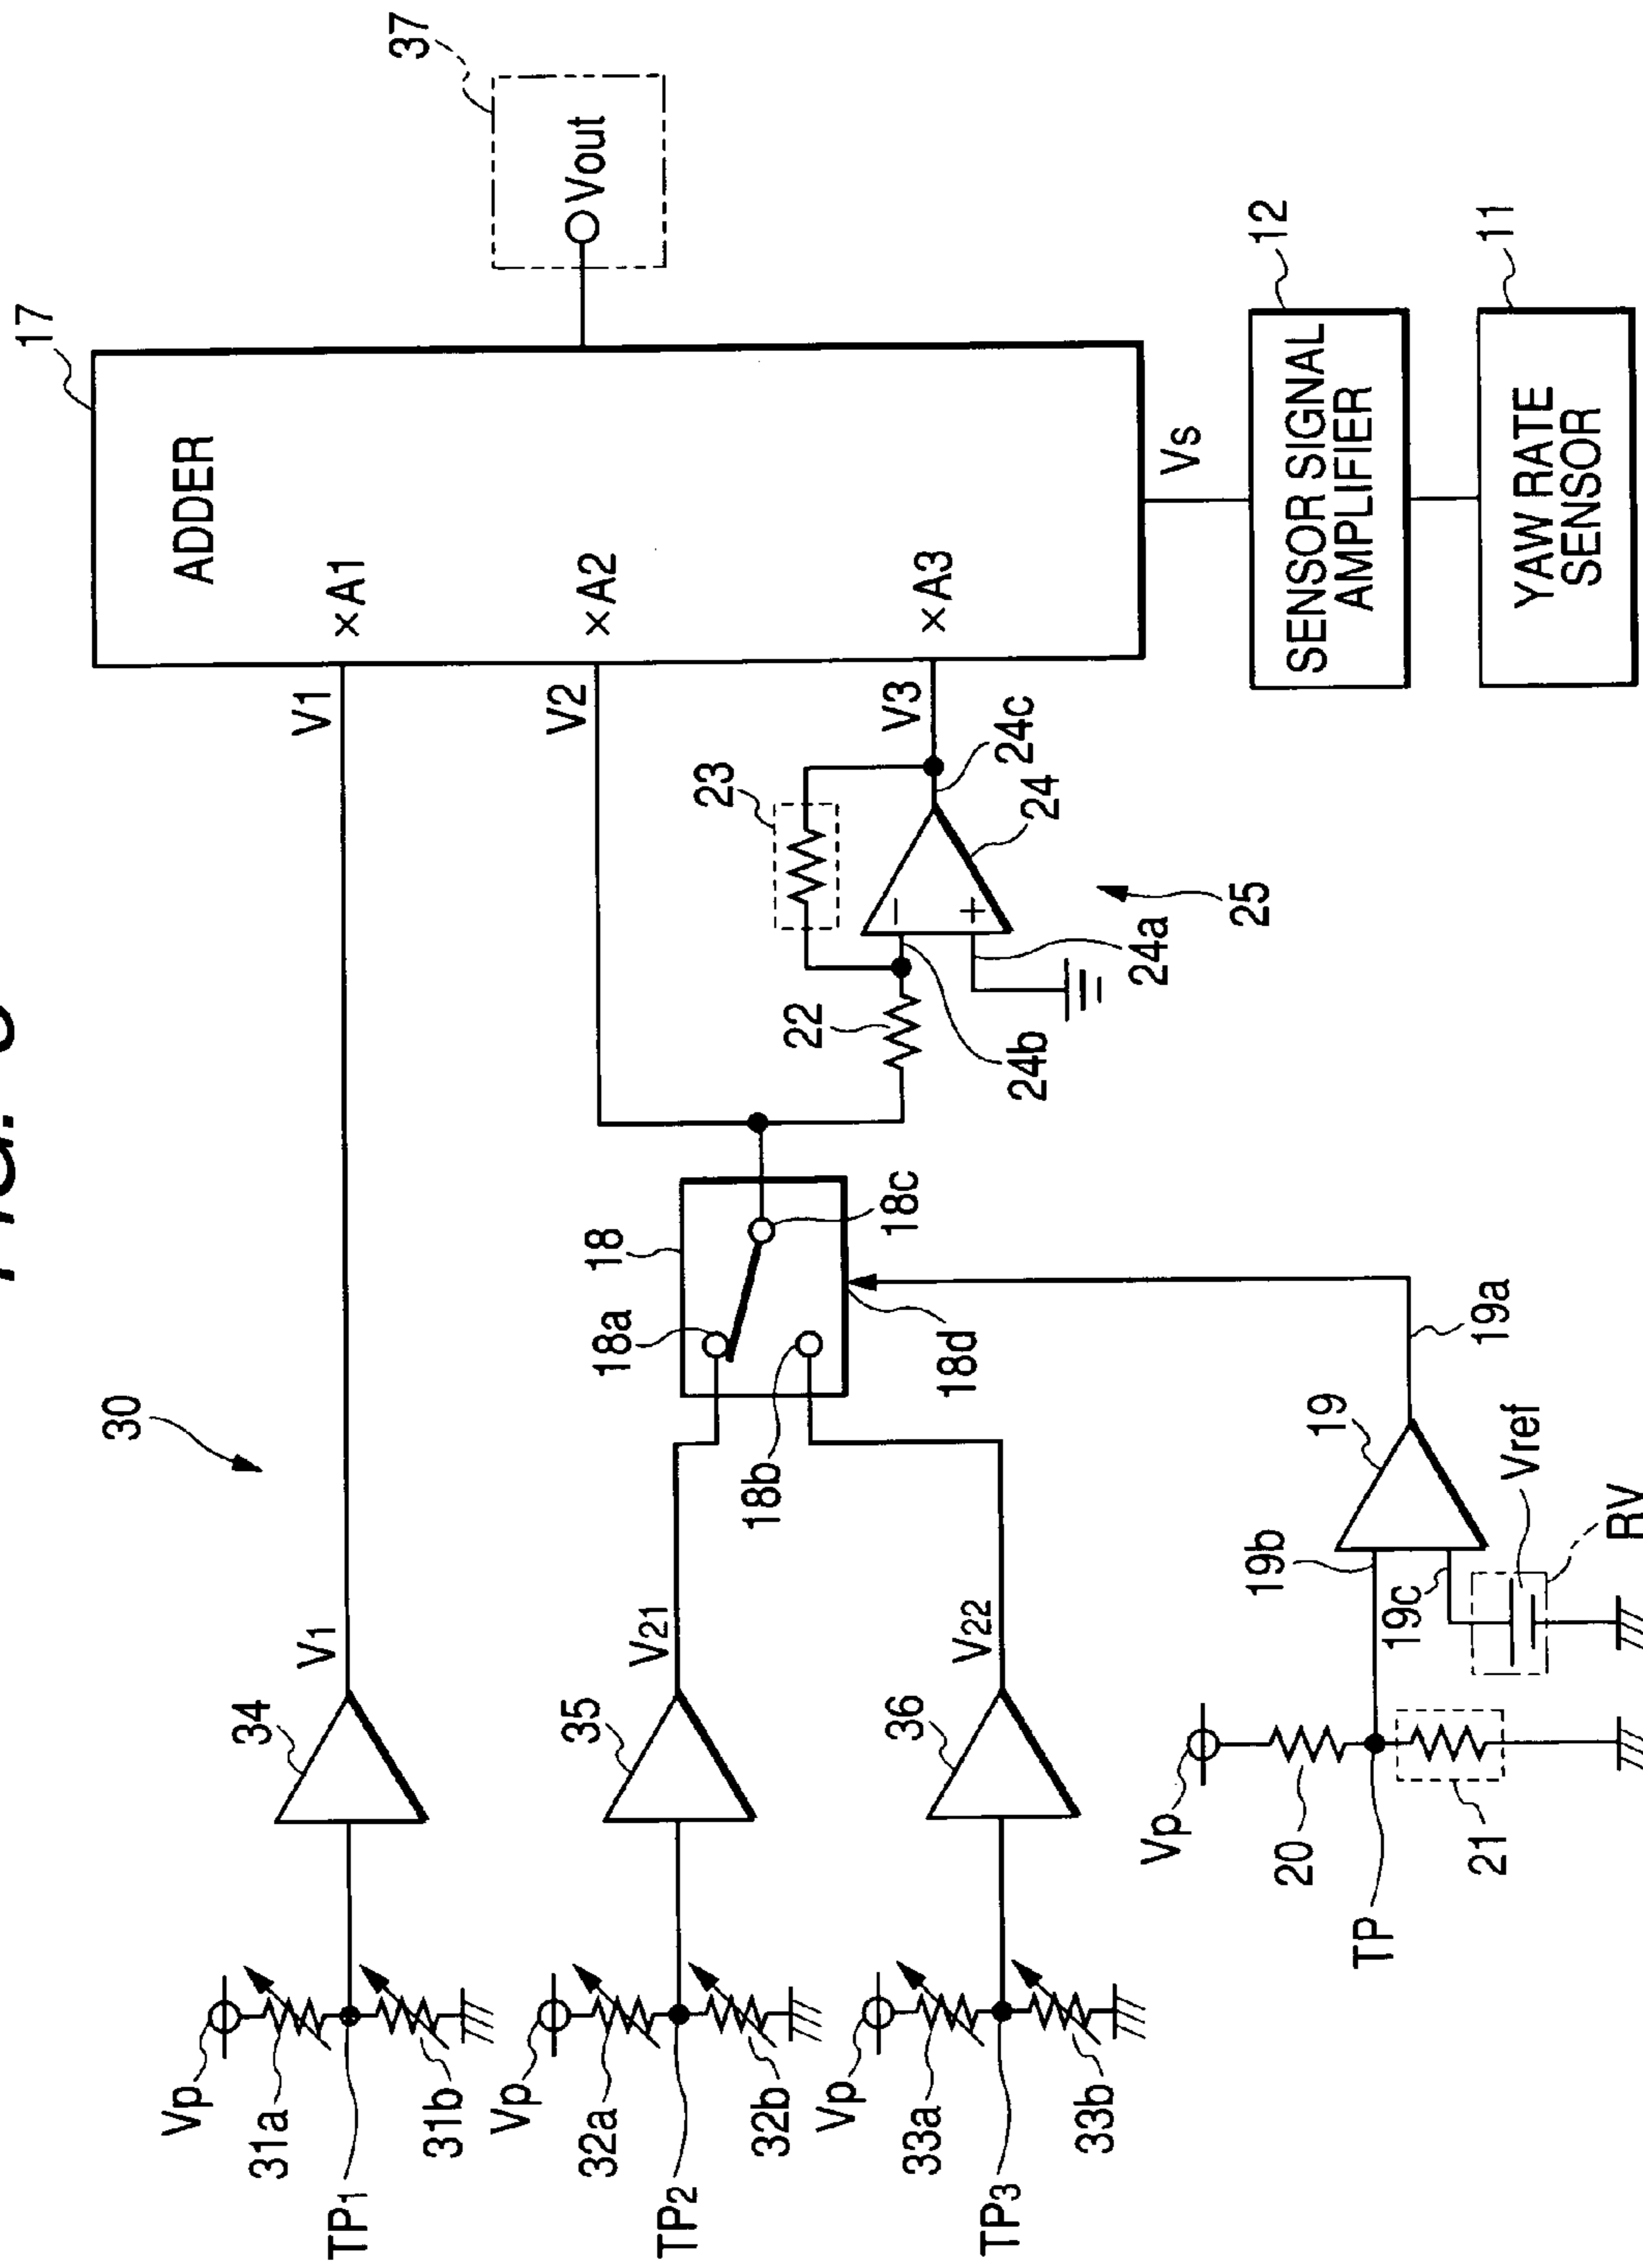 30
17
ADDER
×A1
×A2
×A3
37
Vout
V1
V2
V3
Vs
12
SENSOR SIGNAL
AMPLIFIER
11
YAW RATE
SENSOR
23
22
24b
24a
24c
24
25
18
18a
18b
18c
18d
34
V1
35
V21
36
V22
Vp
31a
31b
TP1
Vp
32a
32b
TP2
Vp
33a
33b
TP3
Vp
20
21
TP
19
19a
19b
19c
Vref
RV